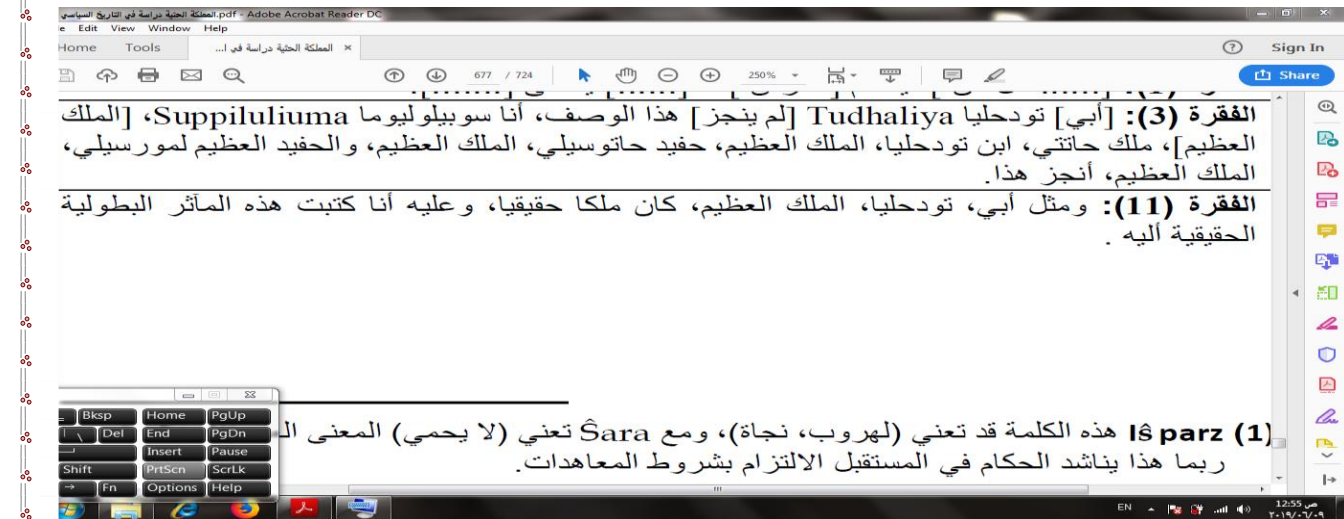 المملكة الحثية دراسة في التاريخ السياسي.pdf - Adobe Acrobat Reader DC
e Edit View Window Help
Home Tools المملكة الحثية دراسة في ا... × Sign In
677 / 724 250% Share
الفقرة (3): [أبي] تودحليا Tudhaliya [لم ينجز] هذا الوصف، أنا سوبيلوليوما Suppiluliuma، [الملك
العظيم]، ملك حاتتي، ابن تودحليا، الملك العظيم، حفيد حاتوسيلي، الملك العظيم، والحفيد العظيم لمورسيلي،
الملك العظيم، أنجز هذا.
الفقرة (11): ومثل أبي، تودحليا، الملك العظيم، كان ملكا حقيقيا، وعليه أنا كتبت هذه المآثر البطولية
الحقيقية أليه .
(1) Iŝ parz هذه الكلمة قد تعني (لهروب، نجاة)، ومع Ŝara تعني (لا يحمي) المعنى الـ
ربما هذا يناشد الحكام في المستقبل الالتزام بشروط المعاهدات.
Bksp Home PgUp
\ Del End PgDn
Insert Pause
Shift PrtScn ScrLk
→ Fn Options Help
EN 12:55 ص
٢٠١٩/٠٦/٠٩